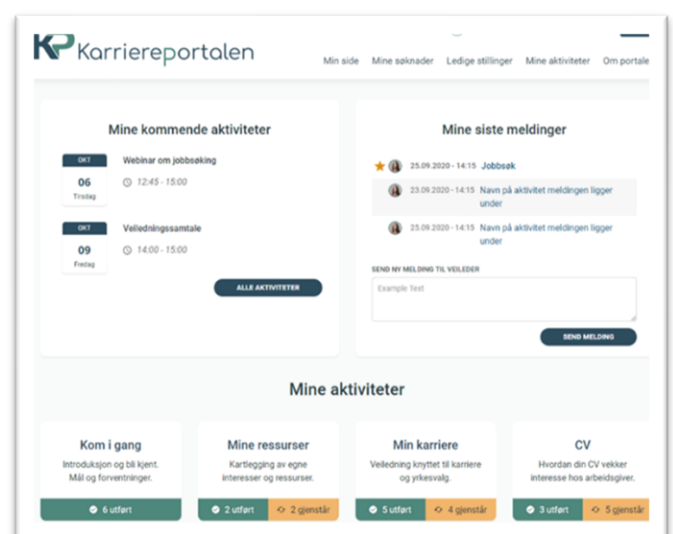 KP Karriereportalen
Min side Mine søknader Ledige stillinger Mine aktiviteter Om portale
Mine kommende aktiviteter
OKT
06
Tirsdag
Webinar om jobbsøking
12:45 - 15:00
OKT
09
Fredag
Veiledningssamtale
14:00 - 15:00
ALLE AKTIVITETER
Mine siste meldinger
25.09.2020 - 14:15 Jobbsøk
23.09.2020 - 14:15 Navn på aktivitet meldingen ligger
under
25.09.2020 - 14:15 Navn på aktivitet meldingen ligger
under
SEND NY MELDING TIL VEILEDER
Example Text
SEND MELDING
Mine aktiviteter
Kom i gang
Introduksjon og bli kjent.
Mål og forventninger.
6 utført
Mine ressurser
Kartlegging av egne
interesser og ressurser.
2 utført 2 gjenstår
Min karriere
Veiledning knyttet til karriere
og yrkesvalg.
5 utført 4 gjenstår
CV
Hvordan din CV vekker
interesse hos arbeidsgiver.
3 utført 5 gjenstår